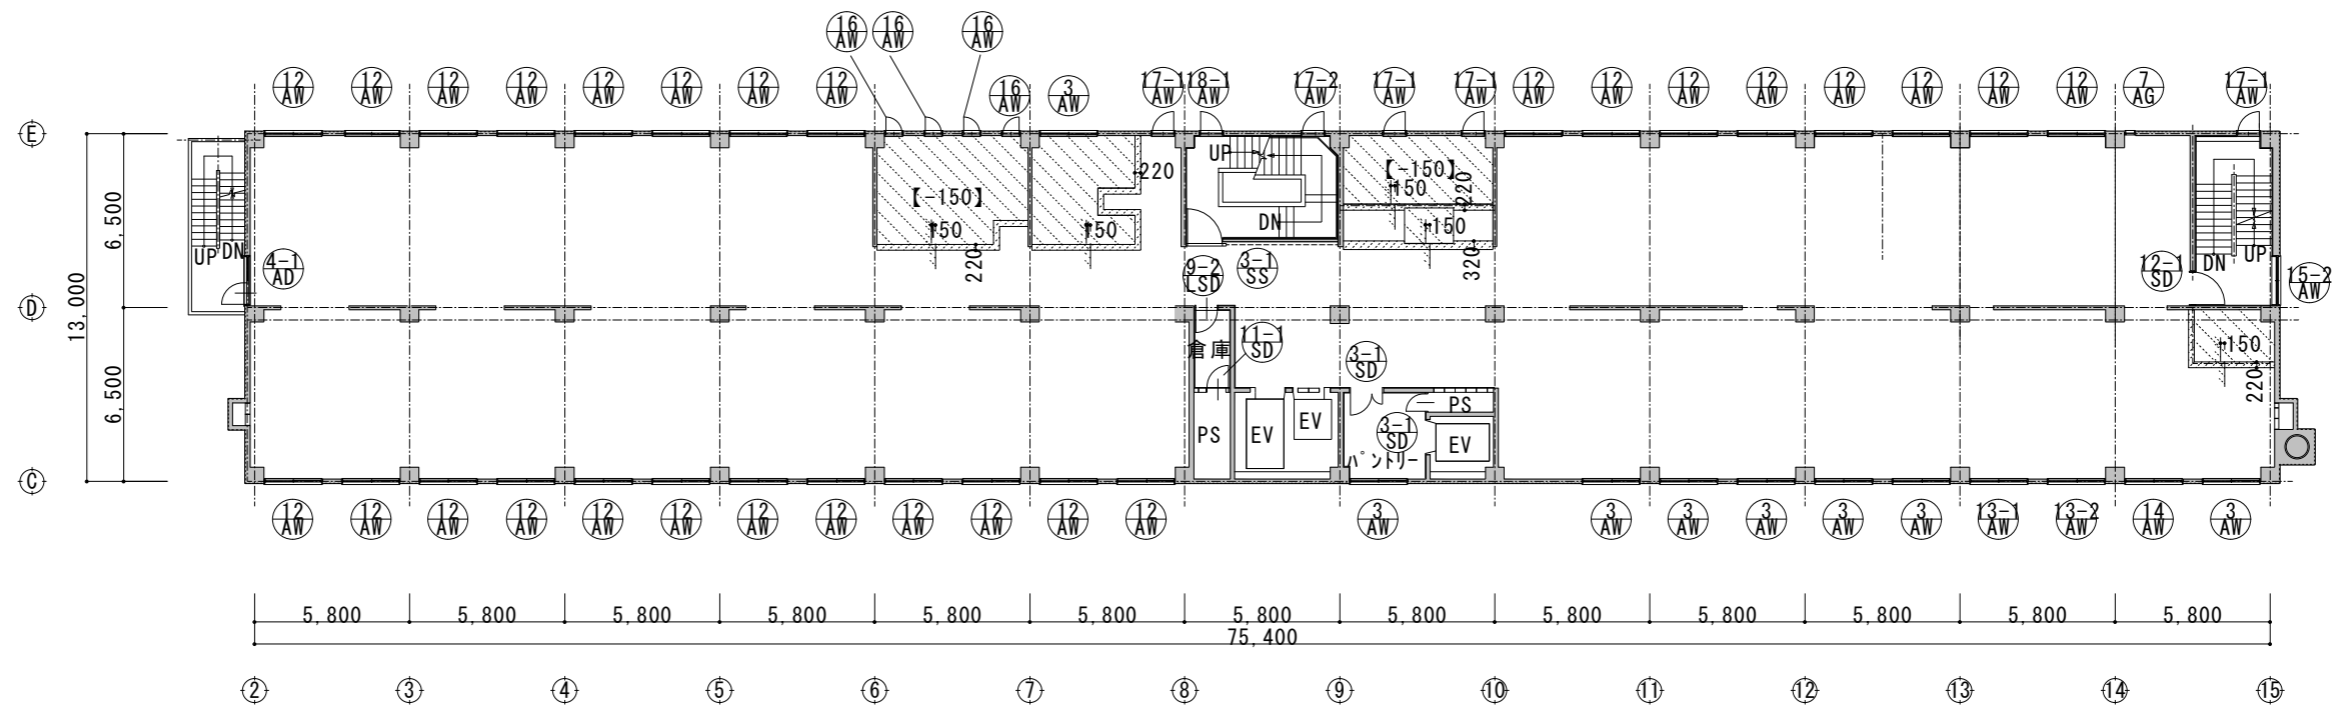 16 16 16
AW AW AW
12 12 12 12 12 12 12 12 16 3 17-1 18-1 17-2 17-1 17-1 12 12 12 12 12 12 12 12 7 17-1
AW AW AW AW AW AW AW AW AW AW AW AW AW AW AW AW AW AW AW AW AW AW AW AG AW
E
UP
【-150】 220 【-150】 150 220
6,500
150 150 DN 150
UP DN
4-1
AD
220
9-2
LSD
3-1
SS
320
12-1
SD
DN UP
15-2
AW
D
13,000
倉庫
11-1
SD
3-1
SD
150
220
6,500
PS
PS EV EV
3-1
SD
EV
パントリー
C
12 12 12 12 12 12 12 12 12 12 12 12 3 3 3 3 3 3 13-1 13-2 14 3
AW AW AW AW AW AW AW AW AW AW AW AW AW AW AW AW AW AW AW AW AW AW
5,800 5,800 5,800 5,800 5,800 5,800 5,800 5,800 5,800 5,800 5,800 5,800 5,800
75,400
2 3 4 5 6 7 8 9 10 11 12 13 14 15